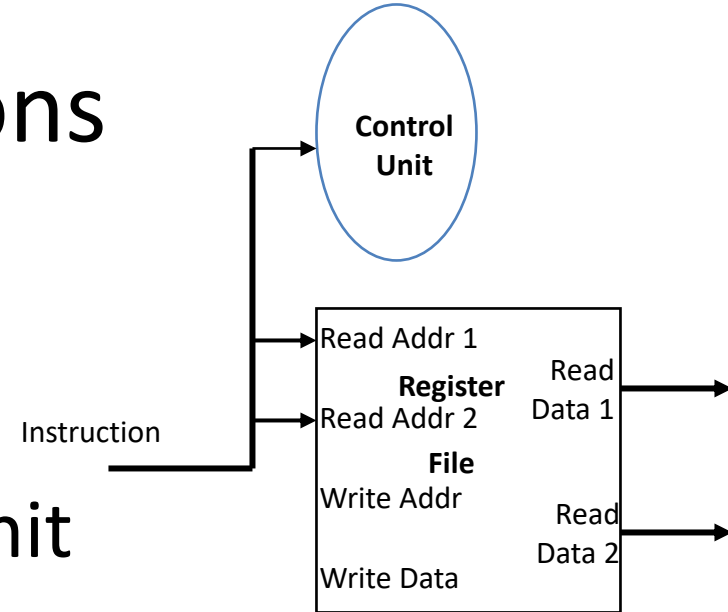 ons
Control
Unit
Read Addr 1
Register
Read Addr 2
File
Write Addr
Write Data
Read
Data 1
Read
Data 2
Instruction
nit